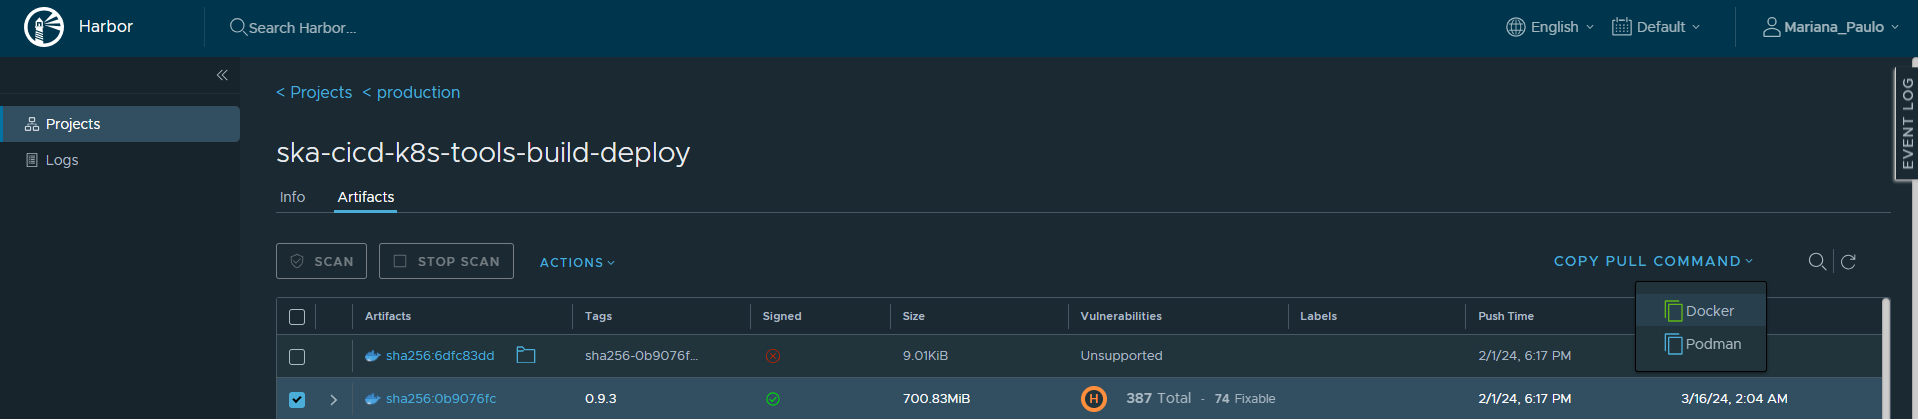 Harbor
Search Harbor...
English
Default
Mariana_Paulo
Projects
Logs
EVENT LOG
< Projects < production
ska-cicd-k8s-tools-build-deploy
Info Artifacts
SCAN STOP SCAN ACTIONS COPY PULL COMMAND
Docker
Podman
Artifacts Tags Signed Size Vulnerabilities Labels Push Time
sha256:6dfc83dd sha256-0b9076f... 9.01KiB Unsupported 2/1/24, 6:17 PM
sha256:0b9076fc 0.9.3 700.83MiB H 387 Total - 74 Fixable 2/1/24, 6:17 PM 3/16/24, 2:04 AM